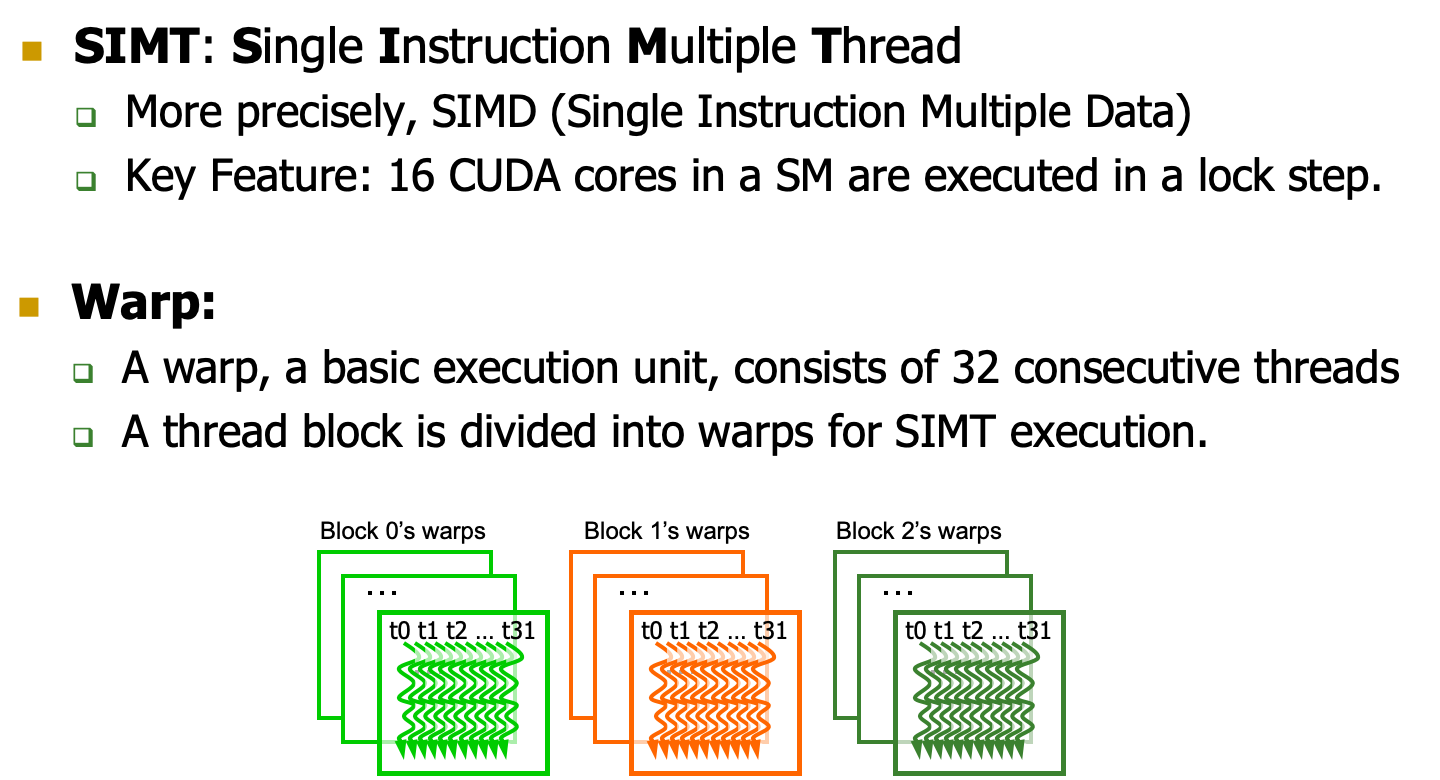 SIMT: Single Instruction Multiple Thread
More precisely, SIMD (Single Instruction Multiple Data)
Key Feature: 16 CUDA cores in a SM are executed in a lock step.
Warp:
A warp, a basic execution unit, consists of 32 consecutive threads
A thread block is divided into warps for SIMT execution.
Block 0’s warps
...
t0 t1 t2 ... t31
Block 1’s warps
...
t0 t1 t2 ... t31
Block 2’s warps
...
t0 t1 t2 ... t31